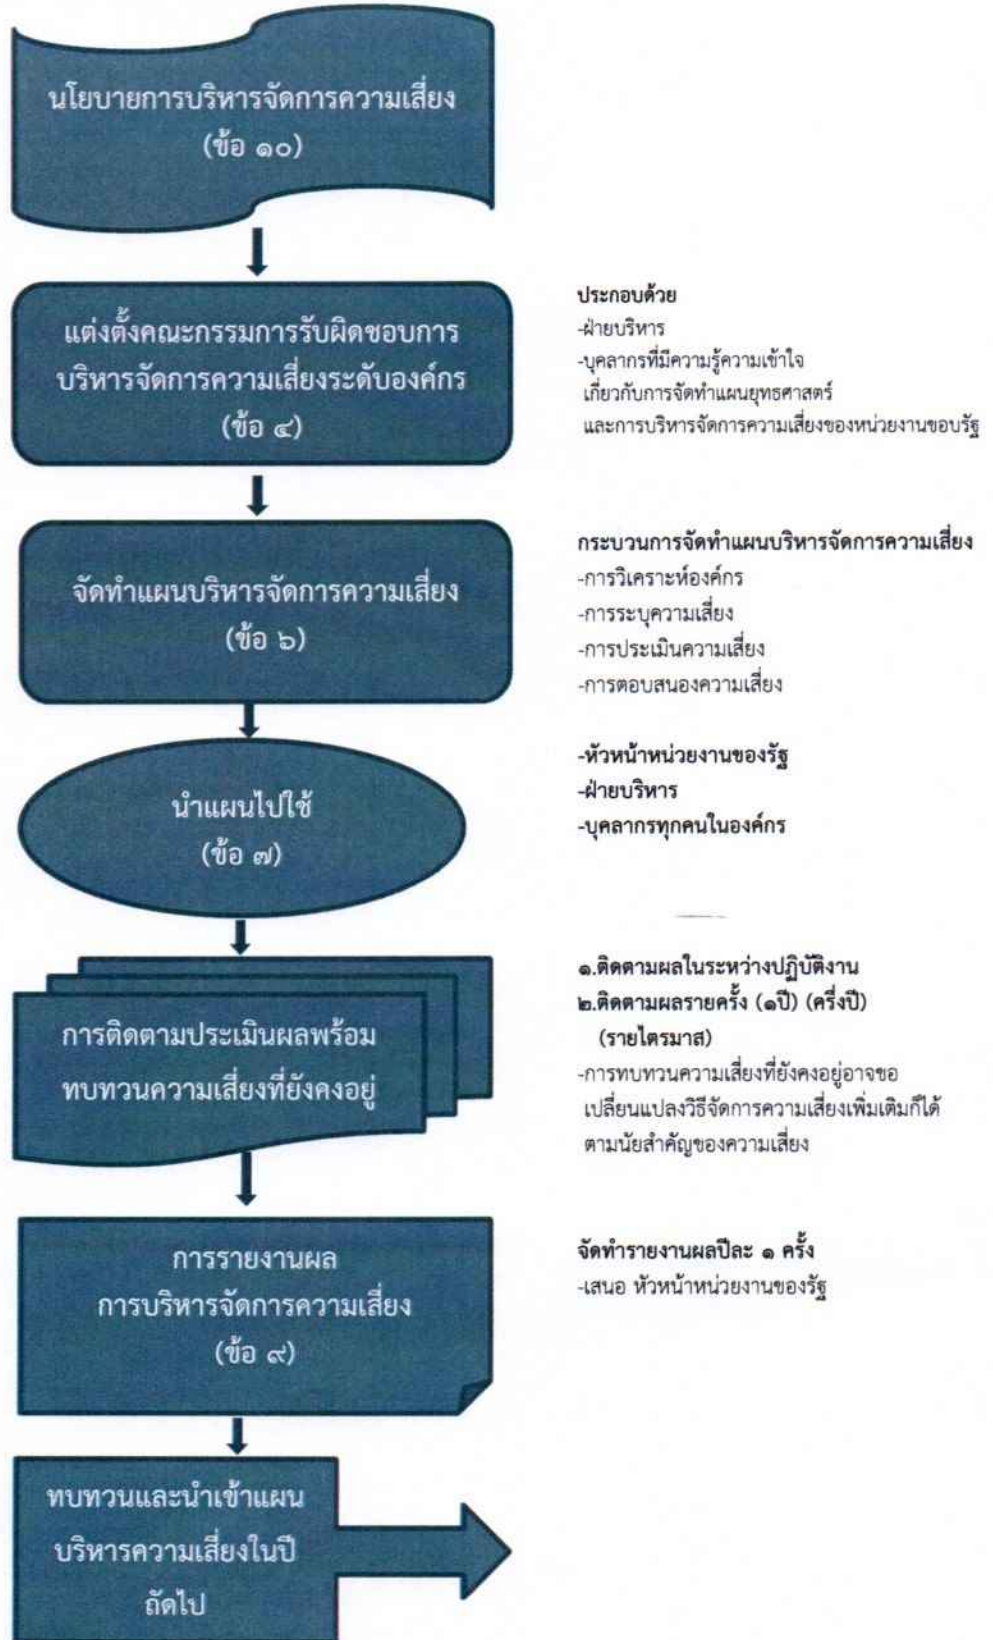 นโยบายการบริหารจัดการความเสี่ยง
(ข้อ ๑๐)
แต่งตั้งคณะกรรมการรับผิดชอบการ
บริหารจัดการความเสี่ยงระดับองค์กร
(ข้อ ๔)
ประกอบด้วย
-ฝ่ายบริหาร
-บุคลากรที่มีความรู้ความเข้าใจ
เกี่ยวกับการจัดทำแผนยุทธศาสตร์
และการบริหารจัดการความเสี่ยงของหน่วยงานขอบรัฐ
จัดทำแผนบริหารจัดการความเสี่ยง
(ข้อ ๖)
กระบวนการจัดทำแผนบริหารจัดการความเสี่ยง
-การวิเคราะห์องค์กร
-การระบุความเสี่ยง
-การประเมินความเสี่ยง
-การตอบสนองความเสี่ยง
นำแผนไปใช้
(ข้อ ๗)
-หัวหน้าหน่วยงานของรัฐ
-ฝ่ายบริหาร
-บุคลากรทุกคนในองค์กร
การติดตามประเมินผลพร้อม
ทบทวนความเสี่ยงที่ยังคงอยู่
๑.ติดตามผลในระหว่างปฏิบัติงาน
๒.ติดตามผลรายครั้ง (๑ปี) (ครึ่งปี)
(รายไตรมาส)
-การทบทวนความเสี่ยงที่ยังคงอยู่อาจขอ
เปลี่ยนแปลงวิธีจัดการความเสี่ยงเพิ่มเติมก็ได้
ตามนัยสำคัญของความเสี่ยง
การรายงานผล
การบริหารจัดการความเสี่ยง
(ข้อ ๙)
จัดทำรายงานผลปีละ ๑ ครั้ง
-เสนอ หัวหน้าหน่วยงานของรัฐ
ทบทวนและนำเข้าแผน
บริหารความเสี่ยงในปี
ถัดไป